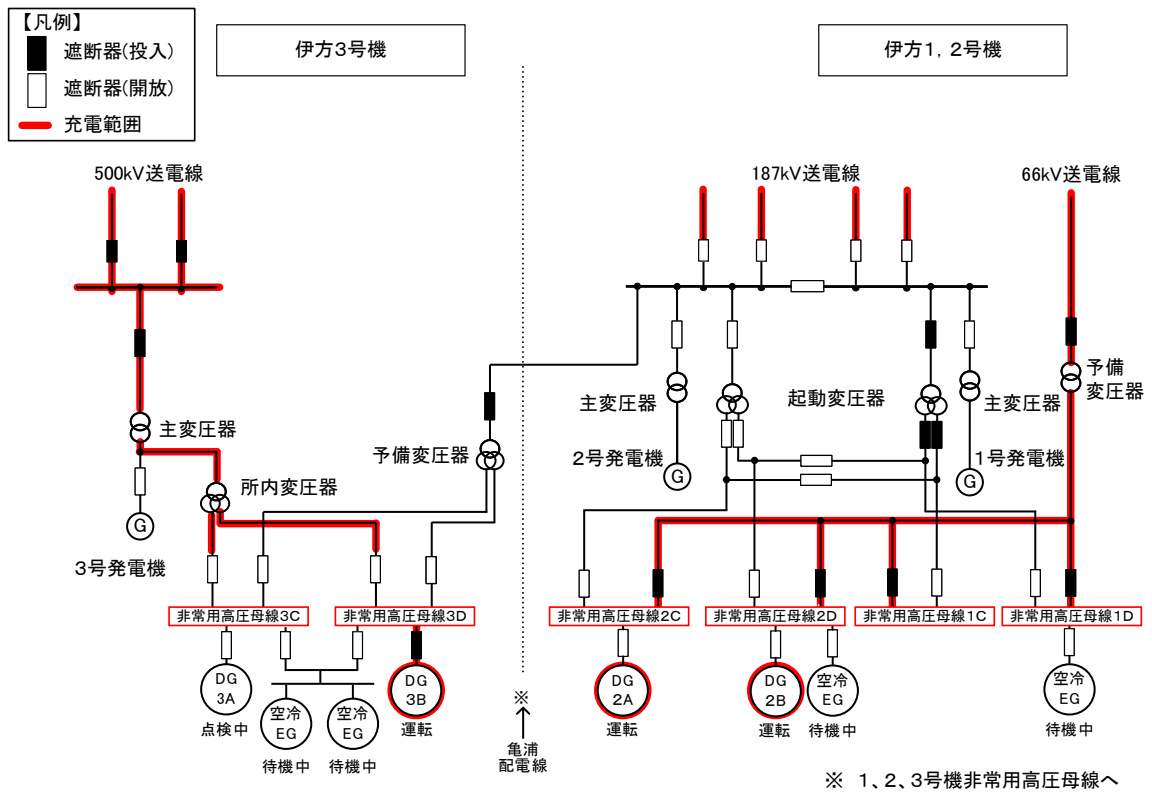 【凡例】
遮断器(投入)
遮断器(開放)
充電範囲
伊方３号機
伊方１，２号機
500kV送電線
187kV送電線
66kV送電線
主変圧器
所内変圧器
予備変圧器
G
３号発電機
主変圧器
２号発電機
G
起動変圧器
主変圧器
１号発電機
G
予備
変圧器
非常用高圧母線3C
非常用高圧母線3D
非常用高圧母線2C
非常用高圧母線2D
非常用高圧母線1C
非常用高圧母線1D
DG
3A
点検中
空冷
EG
待機中
空冷
EG
待機中
DG
3B
運転
※
亀浦
配電線
DG
2A
運転
DG
2B
運転
空冷
EG
待機中
空冷
EG
待機中
※ １、２、３号機非常用高圧母線へ